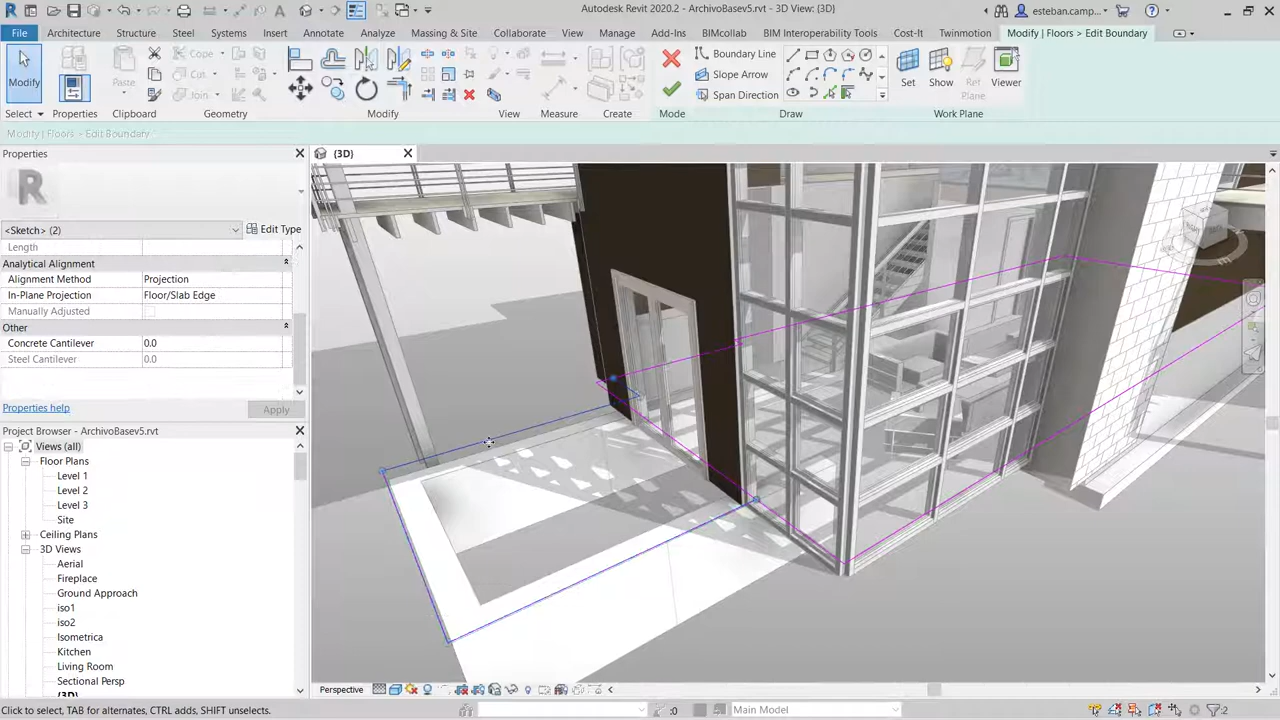 Autodesk Revit 2020.2 - ArchivoBasev5.rvt - 3D View: {3D}
esteban.camp...
File Architecture Structure Steel Systems Insert Annotate Analyze Massing & Site Collaborate View Manage Add-Ins BIMcollab BIM Interoperability Tools Cost-It Twinmotion Modify | Floors > Edit Boundary
Modify
Paste
Cope
Cut
Join
Boundary Line
Slope Arrow
Span Direction
Set
Show
Ref Plane
Viewer
Select Properties Clipboard Geometry Modify View Measure Create Mode Draw Work Plane
Modify | Floors > Edit Boundary
Properties
{3D}
<Sketch> (2)
Edit Type
Length
Analytical Alignment
Alignment Method Projection
In-Plane Projection Floor/Slab Edge
Manually Adjusted
Other
Concrete Cantilever 0.0
Steel Cantilever 0.0
Properties help
Apply
Project Browser - ArchivoBasev5.rvt
Views (all)
Floor Plans
Level 1
Level 2
Level 3
Site
Ceiling Plans
3D Views
Aerial
Fireplace
Ground Approach
iso1
iso2
Isometrica
Kitchen
Living Room
Sectional Persp
{3D}
Perspective
Click to select, TAB for alternates, CTRL adds, SHIFT unselects.
:0
Main Model
:2